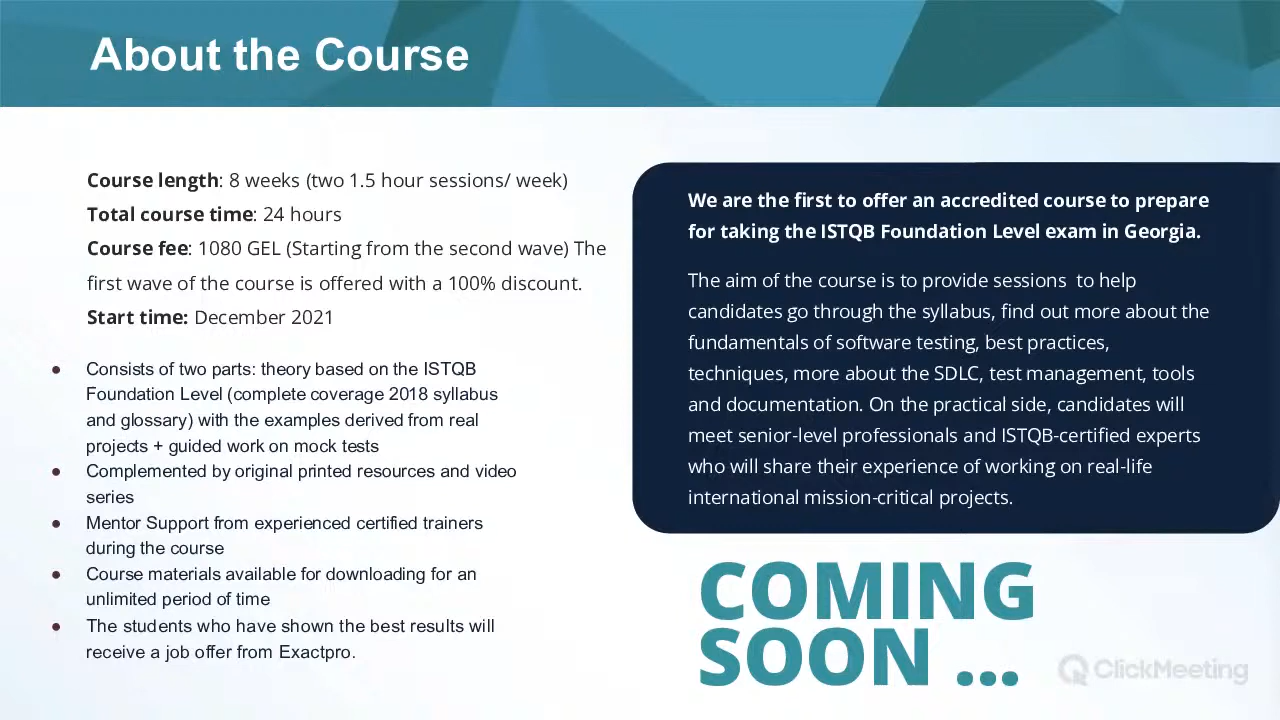 About the Course
Course length: 8 weeks (two 1.5 hour sessions/ week)
Total course time: 24 hours
Course fee: 1080 GEL (Starting from the second wave) The
first wave of the course is offered with a 100% discount.
Start time: December 2021
● Consists of two parts: theory based on the ISTQB
Foundation Level (complete coverage 2018 syllabus
and glossary) with the examples derived from real
projects + guided work on mock tests
● Complemented by original printed resources and video
series
● Mentor Support from experienced certified trainers
during the course
● Course materials available for downloading for an
unlimited period of time
● The students who have shown the best results will
receive a job offer from Exactpro.
We are the first to offer an accredited course to prepare
for taking the ISTQB Foundation Level exam in Georgia.
The aim of the course is to provide sessions to help
candidates go through the syllabus, find out more about the
fundamentals of software testing, best practices,
techniques, more about the SDLC, test management, tools
and documentation. On the practical side, candidates will
meet senior-level professionals and ISTQB-certified experts
who will share their experience of working on real-life
international mission-critical projects.
COMING
SOON ...
ClickMeeting